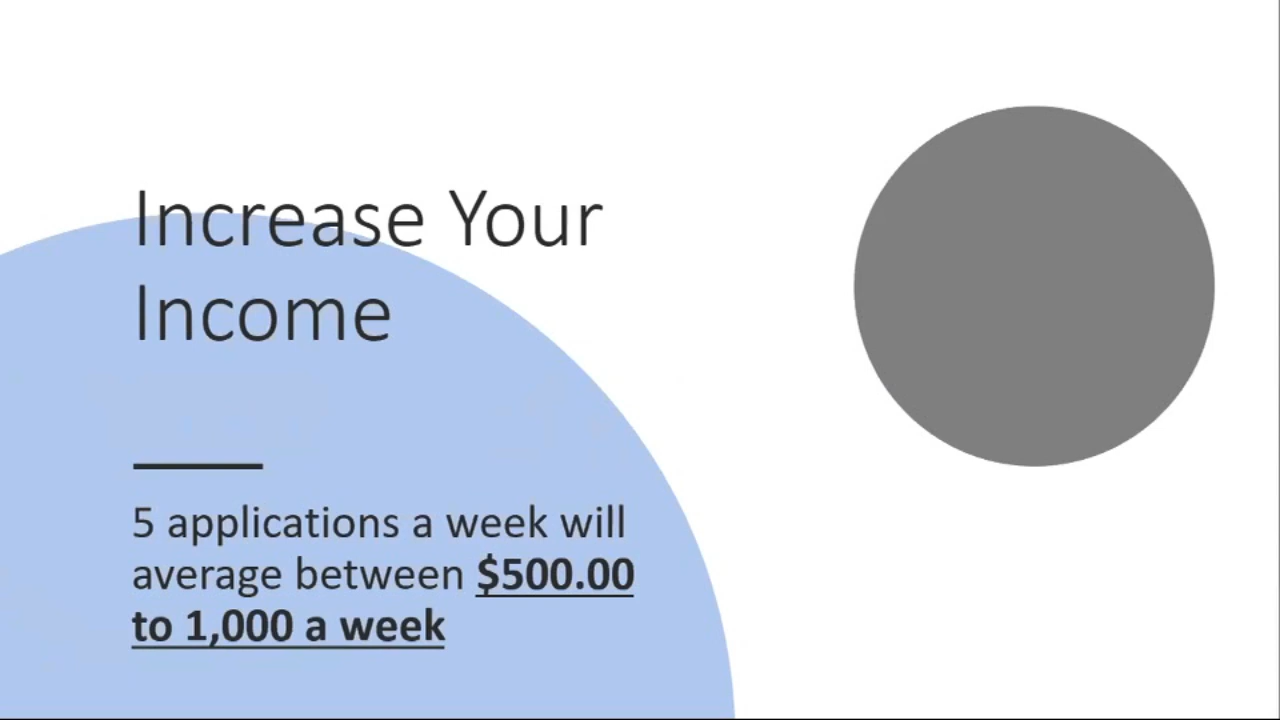 Increase Your
Income
5 applications a week will
average between $500.00
to 1,000 a week